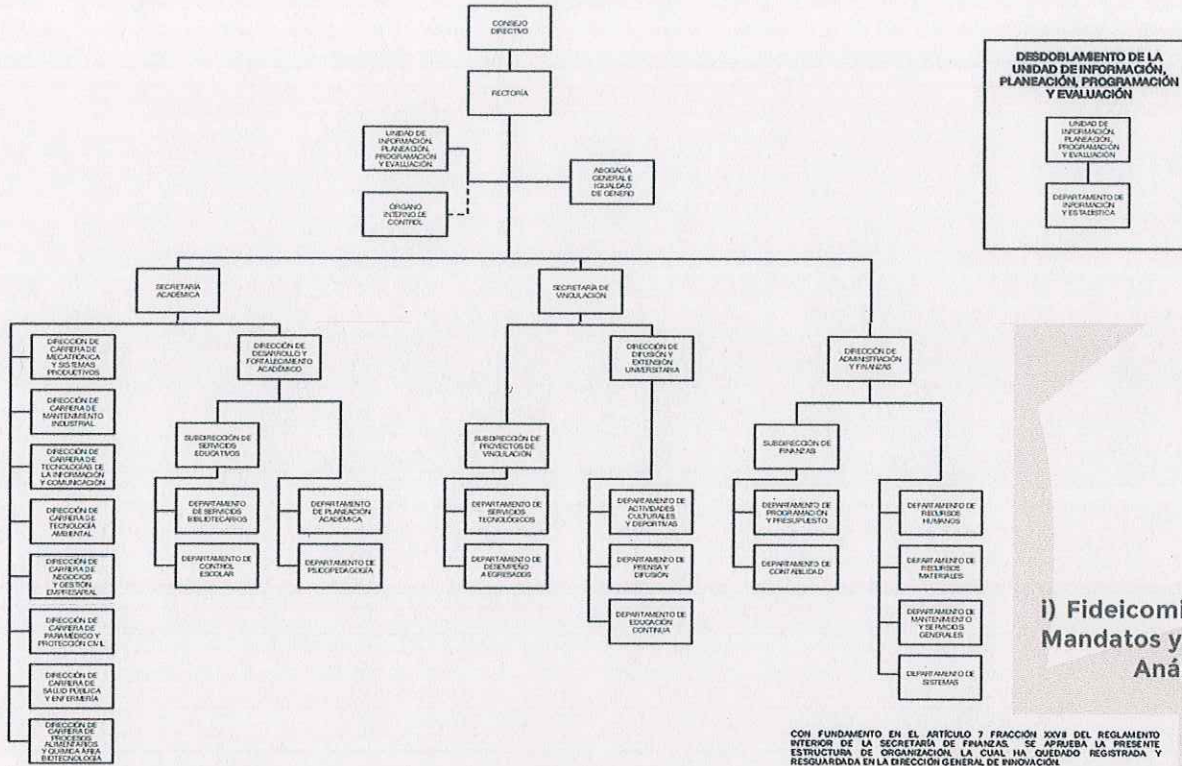 CONSEJO
DIRECTIVO
RECTORÍA
UNIDAD DE
INFORMACIÓN,
PLANEACIÓN,
PROGRAMACIÓN
Y EVALUACIÓN
ABOGACÍA
GENERAL E
IGUALDAD
DE GENERO
ÓRGANO
INTERNO DE
CONTROL
DESDOBLAMIENTO DE LA
UNIDAD DE INFORMACIÓN,
PLANEACIÓN, PROGRAMACIÓN
Y EVALUACIÓN
UNIDAD DE
INFORMACIÓN,
PLANEACIÓN,
PROGRAMACIÓN
Y EVALUACIÓN
DEPARTAMENTO DE
INFORMACIÓN
Y ESTADÍSTICA
SECRETARÍA
ACADÉMICA
SECRETARÍA DE
VINCULACIÓN
DIRECCIÓN DE
CARRERA DE
MECATRÓNICA
Y SISTEMAS
PRODUCTIVOS
DIRECCIÓN DE
CARRERA DE
MANTENIMIENTO
INDUSTRIAL
DIRECCIÓN DE
CARRERA DE
TECNOLOGÍAS DE
LA INFORMACIÓN
Y COMUNICACIÓN
DIRECCIÓN DE
CARRERA DE
TECNOLOGÍA
AMBIENTAL
DIRECCIÓN DE
CARRERA DE
NEGOCIOS
Y GESTIÓN
EMPRESARIAL
DIRECCIÓN DE
CARRERA DE
PARAMÉDICO Y
PROTECCIÓN CIVIL
DIRECCIÓN DE
CARRERA DE
SALUD PÚBLICA
Y ENFERMERÍA
DIRECCIÓN DE
CARRERA DE
PROCESOS
ALIMENTARIOS
Y QUÍMICA ÁREA
BIOTECNOLOGÍA
DIRECCIÓN DE
DESARROLLO Y
FORTALECIMIENTO
ACADÉMICO
SUBDIRECCIÓN DE
SERVICIOS
EDUCATIVOS
DEPARTAMENTO
DE SERVICIOS
BIBLIOTECARIOS
DEPARTAMENTO DE
CONTROL
ESCOLAR
DEPARTAMENTO
DE PLANEACIÓN
ACADÉMICA
DEPARTAMENTO DE
PSICOPEDAGOGÍA
SUBDIRECCIÓN DE
PROYECTOS DE
VINCULACIÓN
DEPARTAMENTO DE
SERVICIOS
TECNOLÓGICOS
DEPARTAMENTO DE
DESEMPEÑO
A EGRESADOS
DIRECCIÓN DE
DIFUSIÓN Y
EXTENSIÓN
UNIVERSITARIA
DEPARTAMENTO DE
ACTIVIDADES
CULTURALES
Y DEPORTIVAS
DEPARTAMENTO DE
PRENSA Y
DIFUSIÓN
DEPARTAMENTO DE
EDUCACIÓN
CONTINUA
DIRECCIÓN DE
ADMINISTRACIÓN
Y FINANZAS
SUBDIRECCIÓN DE
FINANZAS
DEPARTAMENTO DE
PROGRAMACIÓN
Y PRESUPUESTO
DEPARTAMENTO DE
CONTABILIDAD
DEPARTAMENTO DE
RECURSOS
HUMANOS
DEPARTAMENTO DE
RECURSOS
MATERIALES
DEPARTAMENTO DE
MANTENIMIENTO
Y SERVICIOS
GENERALES
DEPARTAMENTO DE
SISTEMAS
i) Fideicomi
Mandatos y
Aná
CON FUNDAMENTO EN EL ARTÍCULO 7 FRACCIÓN XXVII DEL REGLAMENTO
INTERIOR DE LA SECRETARÍA DE FINANZAS. SE APRUEBA LA PRESENTE
ESTRUCTURA DE ORGANIZACIÓN, LA CUAL HA QUEDADO REGISTRADA Y
RESGUARDADA EN LA DIRECCIÓN GENERAL DE INNOVACIÓN.